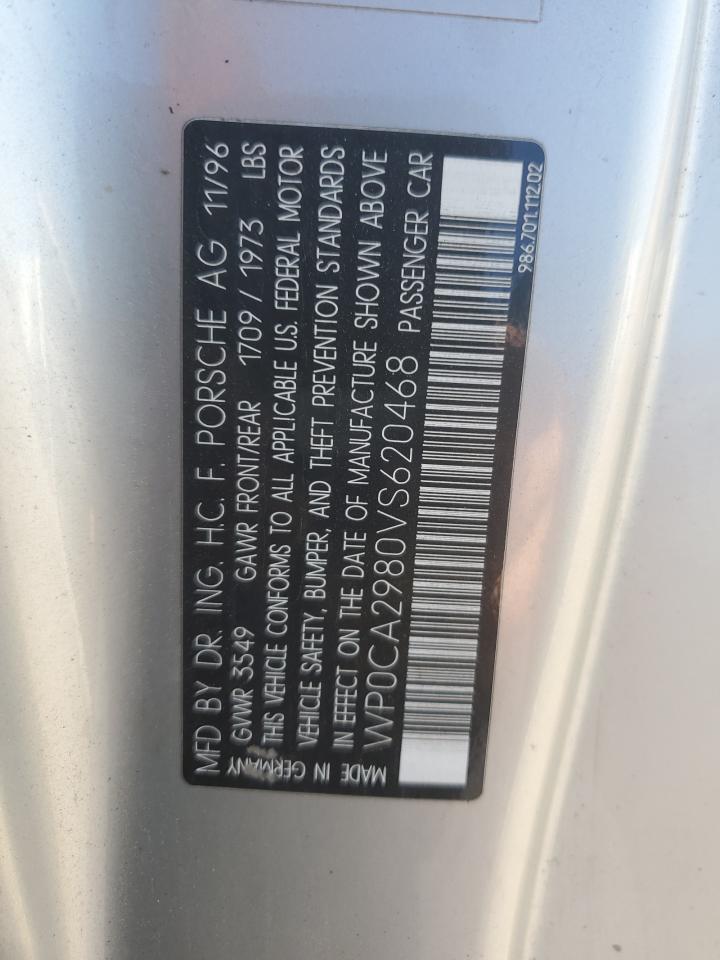 MFD BY DR. ING. H.C. F. PORSCHE AG 11/96
GWWR 3549 GAWR FRONT/REAR 1709 / 1973 LBS
THIS VEHICLE CONFORMS TO ALL APPLICABLE U.S. FEDERAL MOTOR
VEHICLE SAFETY, BUMPER, AND THEFT PREVENTION STANDARDS
IN EFFECT ON THE DATE OF MANUFACTURE SHOWN ABOVE
WP0CA2980VS620468 PASSENGER CAR
MADE IN GERMANY
986.701.112.02